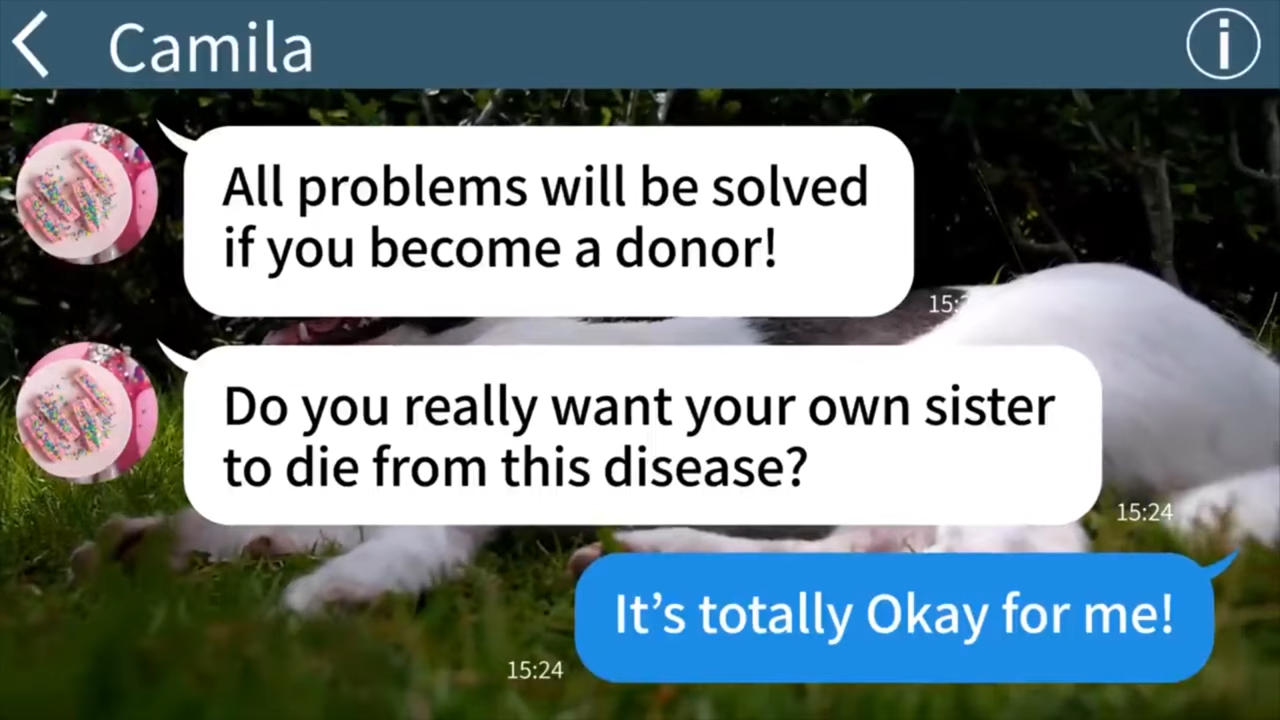 Camila
All problems will be solved
if you become a donor!
Do you really want your own sister
to die from this disease?
15:24
It's totally Okay for me!
15:24